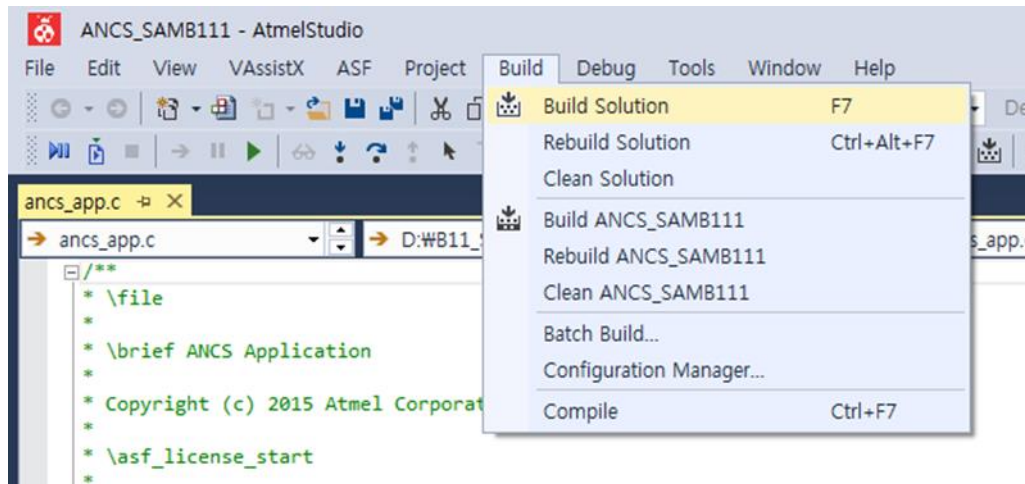 ANCS_SAMB111 - AtmelStudio
File Edit View VAssistX ASF Project Build Debug Tools Window Help
Build Solution F7
De
Rebuild Solution Ctrl+Alt+F7
Clean Solution
ancs_app.c
Build ANCS_SAMB111
ancs_app.c D:₩B11_ s_app.
Rebuild ANCS_SAMB111
Clean ANCS_SAMB111
Batch Build...
Configuration Manager...
Compile Ctrl+F7
/**
* \file
*
* \brief ANCS Application
*
* Copyright (c) 2015 Atmel Corporat
*
* \asf_license_start
*